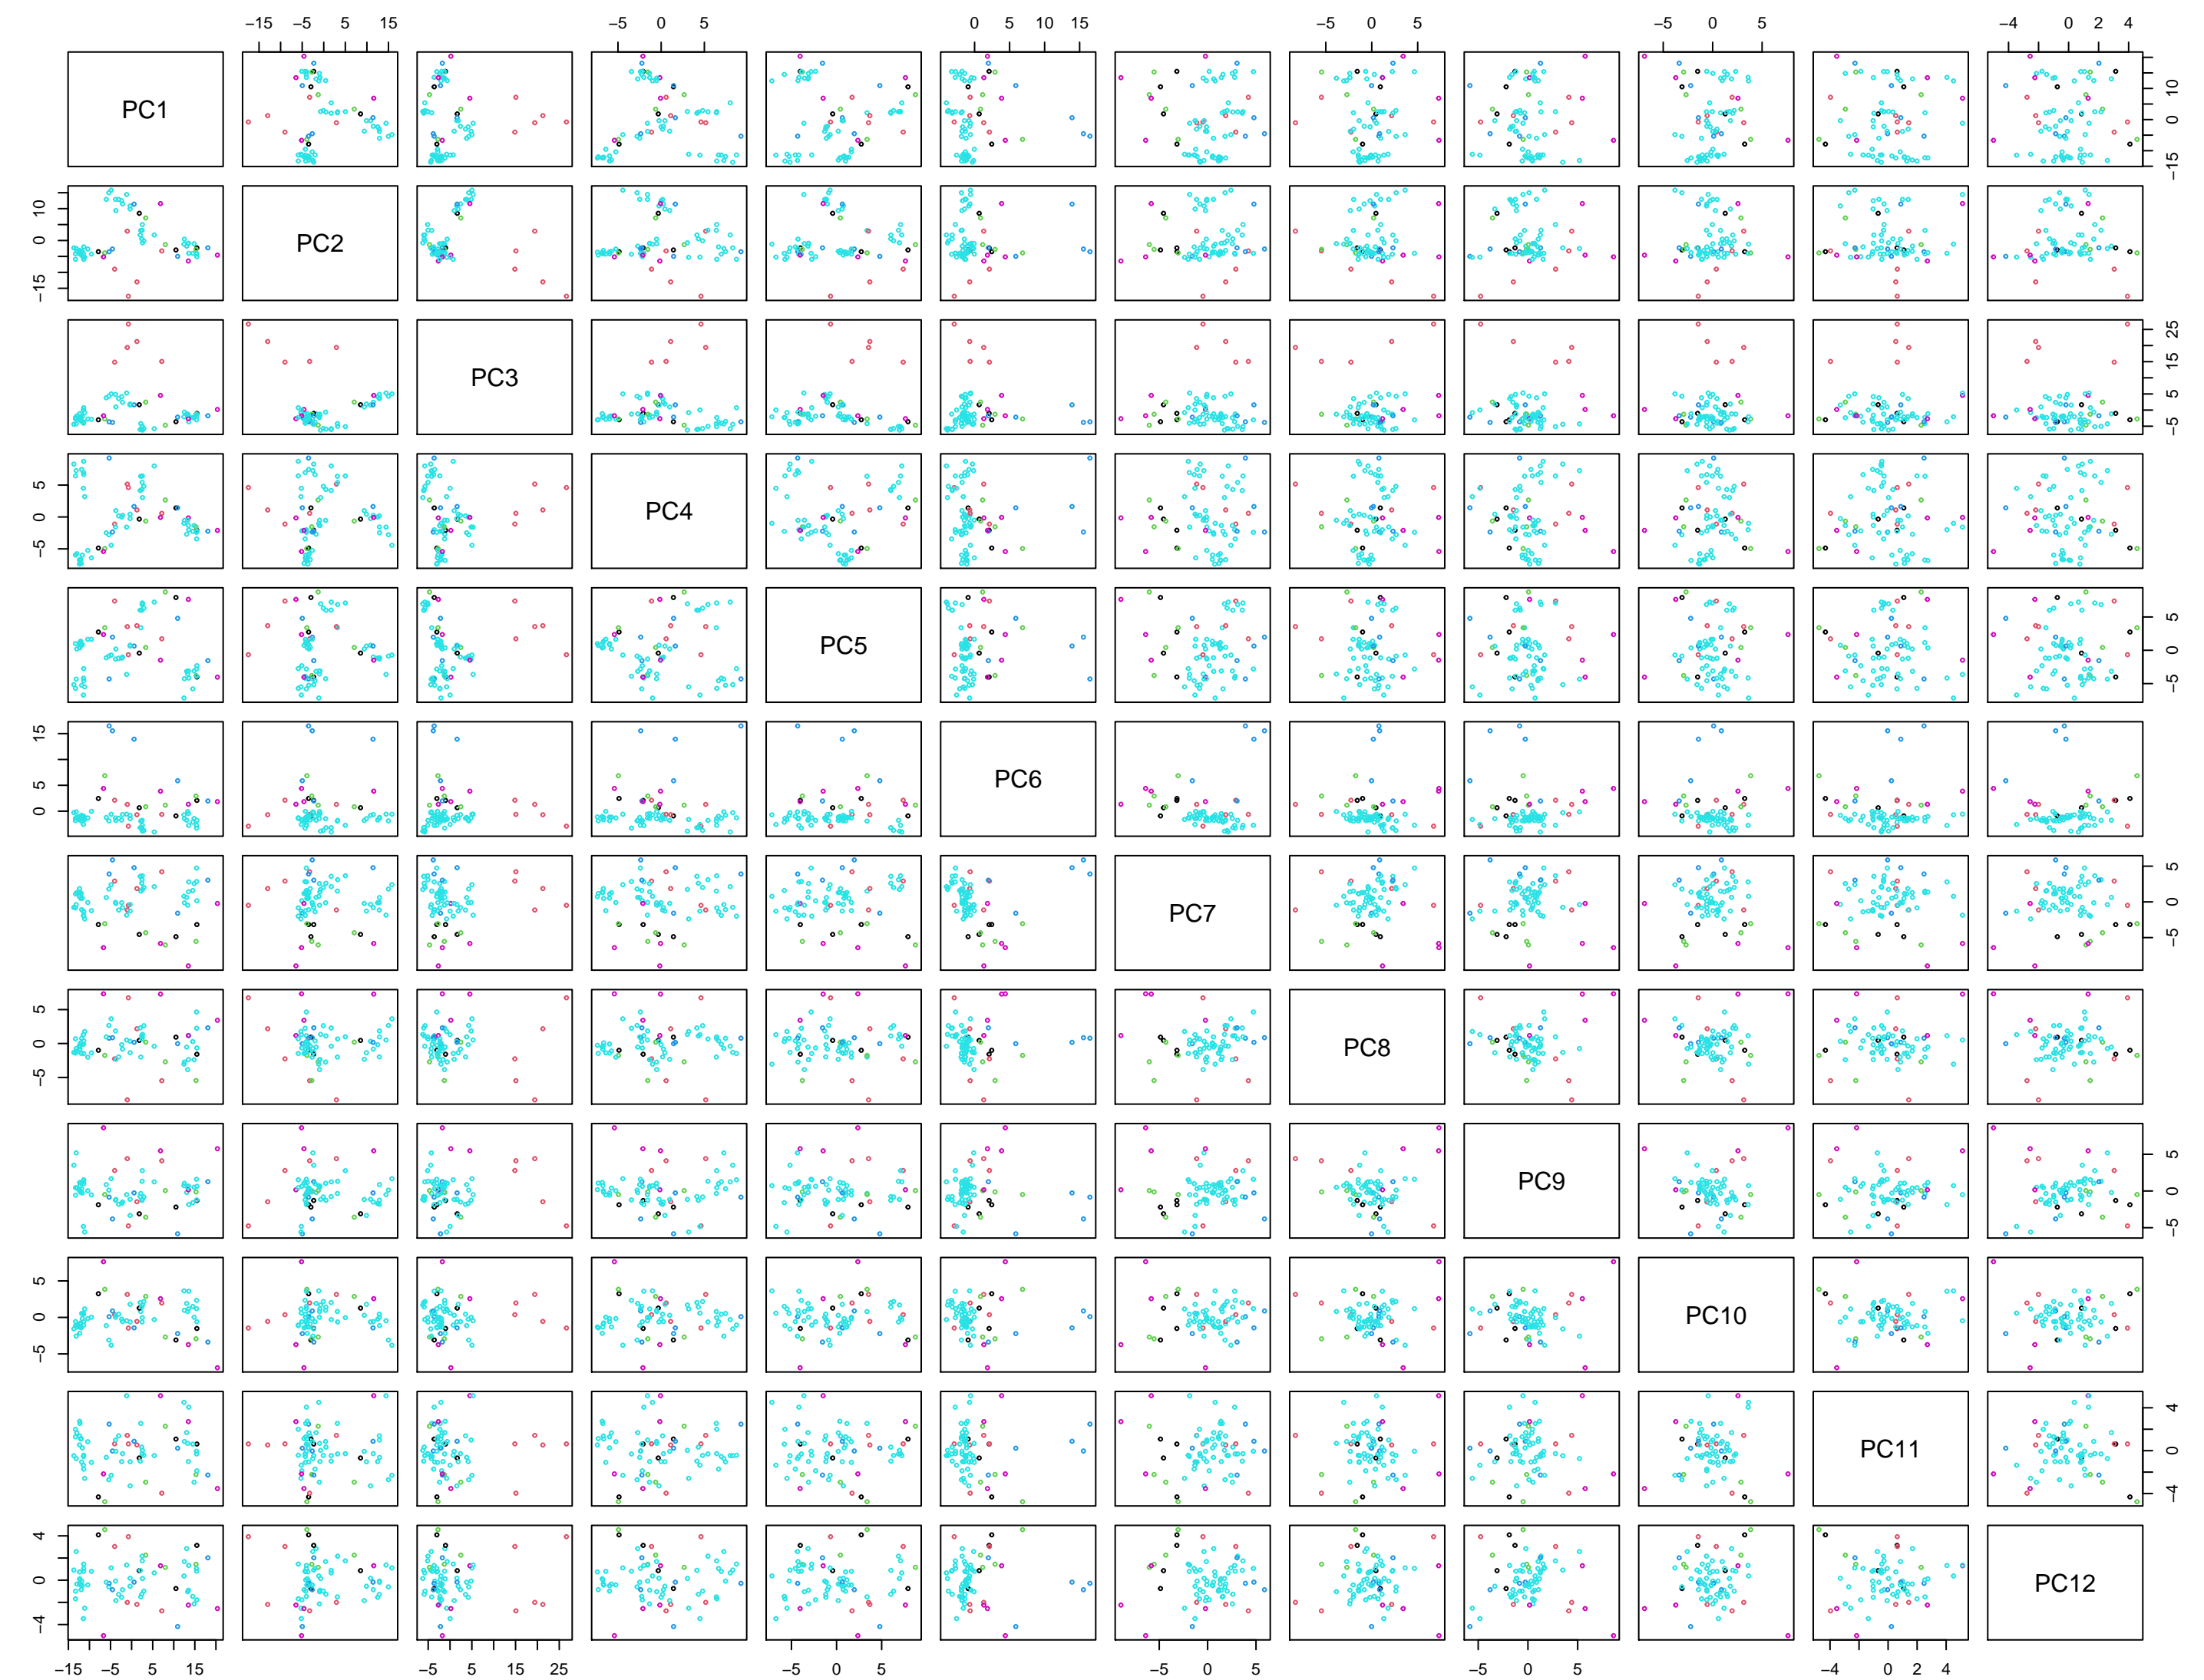 −15 −5 5 15 −5 0 5 0 5 10 15 −5 0 5 −5 0 5 −4 0 2 4
PC1 −15 0 10
−15 0 10 PC2
PC3 −5 5 15 25
−5 0 5 PC4
PC5 −5 0 5
0 5 15 PC6
PC7 −5 0 5
−5 0 5 PC8
PC9 −5 0 5
−5 0 5 PC10
PC11 −4 0 4
−4 0 4 PC12
−15 −5 5 15 −5 5 15 25 −5 0 5 −5 0 5 −5 0 5 −4 0 2 4